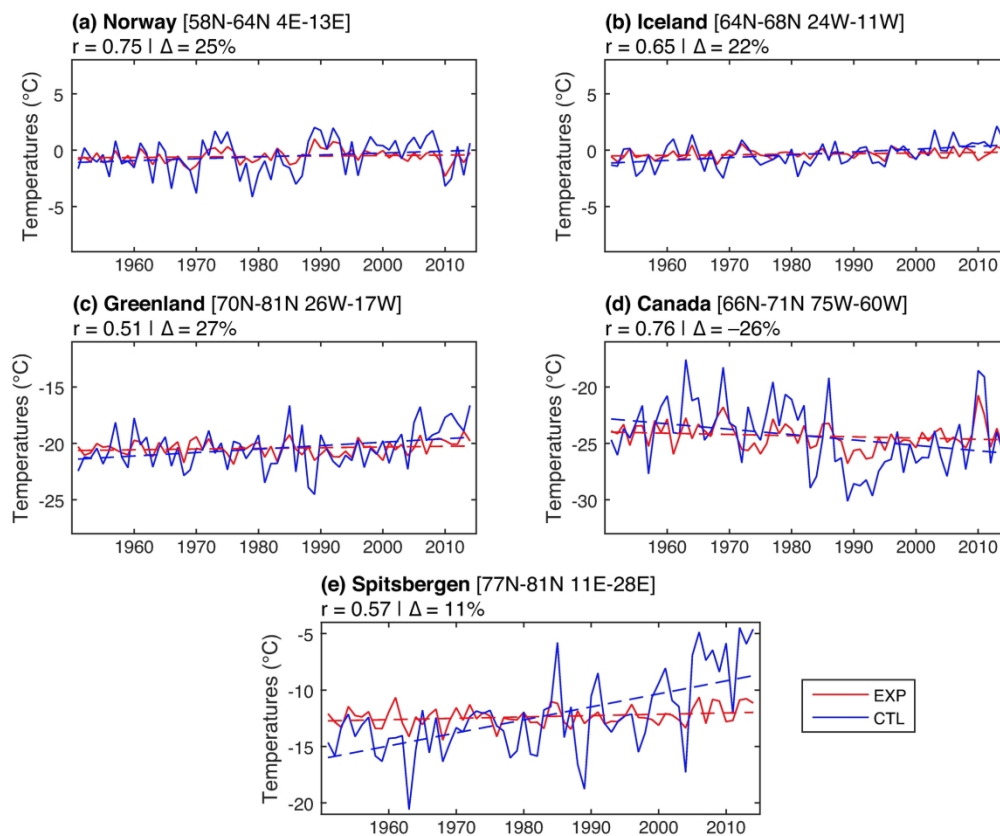 (a) Norway [58N-64N 4E-13E]
r = 0.75 | Δ = 25%
Temperatures (°C)
5
0
-5
1960 1970 1980 1990 2000 2010
(b) Iceland [64N-68N 24W-11W]
r = 0.65 | Δ = 22%
Temperatures (°C)
5
0
-5
1960 1970 1980 1990 2000 2010
(c) Greenland [70N-81N 26W-17W]
r = 0.51 | Δ = 27%
Temperatures (°C)
-15
-20
-25
1960 1970 1980 1990 2000 2010
(d) Canada [66N-71N 75W-60W]
r = 0.76 | Δ = −26%
Temperatures (°C)
-20
-25
-30
1960 1970 1980 1990 2000 2010
(e) Spitsbergen [77N-81N 11E-28E]
r = 0.57 | Δ = 11%
Temperatures (°C)
-5
-10
-15
-20
1960 1970 1980 1990 2000 2010
EXP
CTL